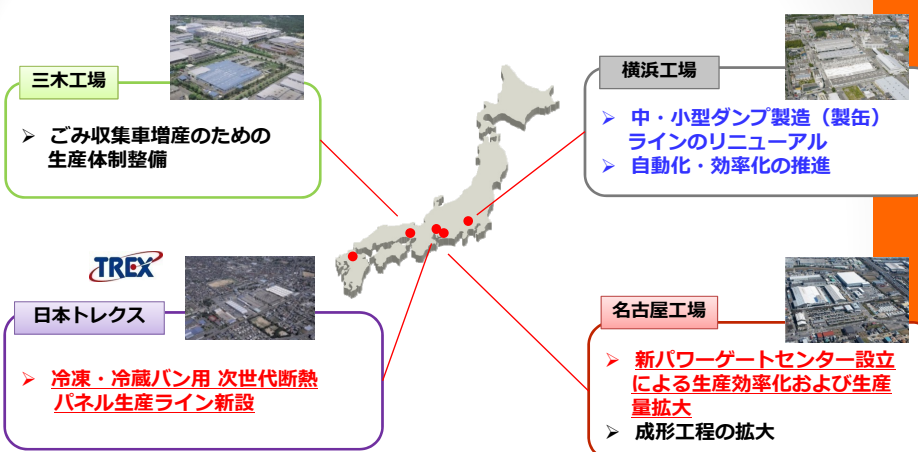 三木工場
➢ ごみ収集車増産のための
生産体制整備
横浜工場
➢ 中・小型ダンプ製造（製缶）
ラインのリニューアル
➢ 自動化・効率化の推進
TREX
日本トレクス
➢ 冷凍・冷蔵バン用 次世代断熱
パネル生産ライン新設
名古屋工場
➢ 新パワーゲートセンター設立
による生産効率化および生産
量拡大
➢ 成形工程の拡大